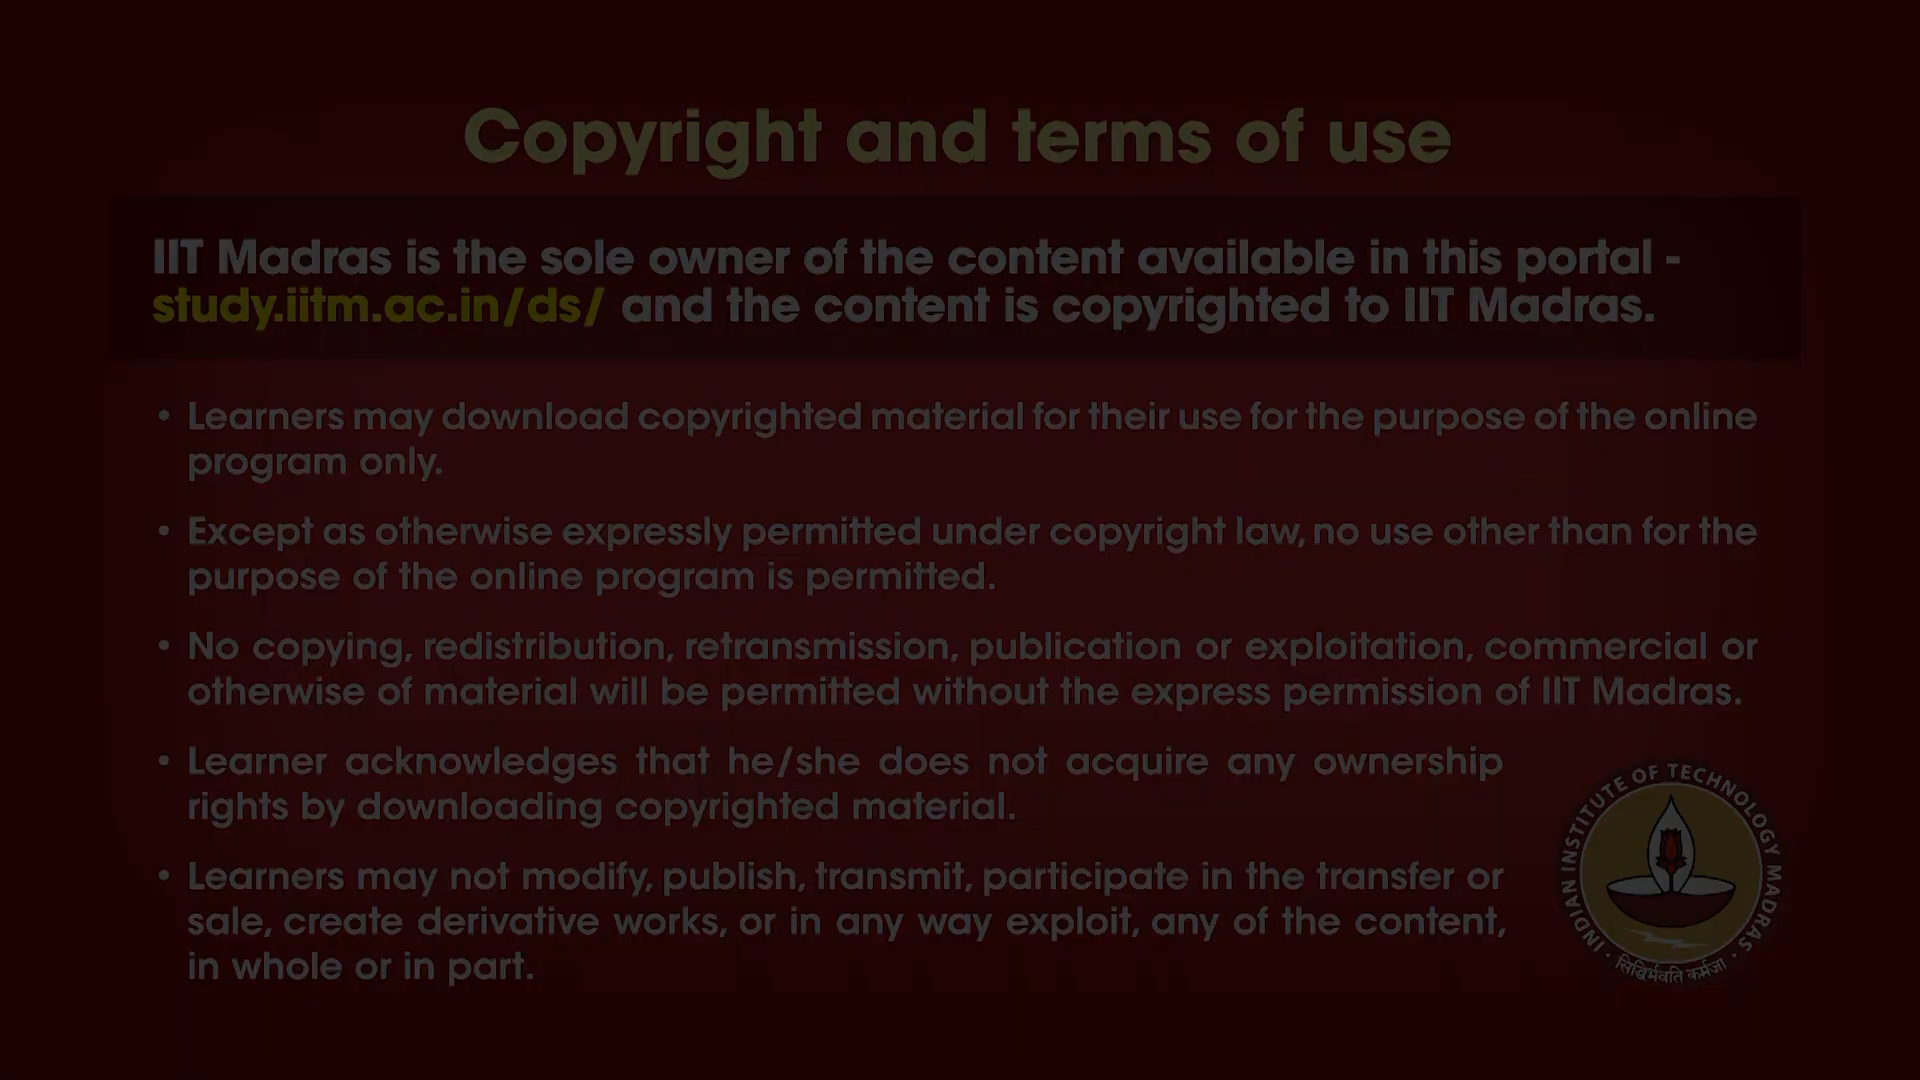 Copyright and terms of use
IIT Madras is the sole owner of the content available in this portal -
study.iitm.ac.in/ds/ and the content is copyrighted to IIT Madras.
• Learners may download copyrighted material for their use for the purpose of the online
program only.
• Except as otherwise expressly permitted under copyright law, no use other than for the
purpose of the online program is permitted.
• No copying, redistribution, retransmission, publication or exploitation, commercial or
otherwise of material will be permitted without the express permission of IIT Madras.
• Learner acknowledges that he/she does not acquire any ownership
rights by downloading copyrighted material.
• Learners may not modify, publish, transmit, participate in the transfer or
sale, create derivative works, or in any way exploit, any of the content,
in whole or in part.
INDIAN INSTITUTE OF TECHNOLOGY MADRAS
सिद्धिर्भवति कर्मजा